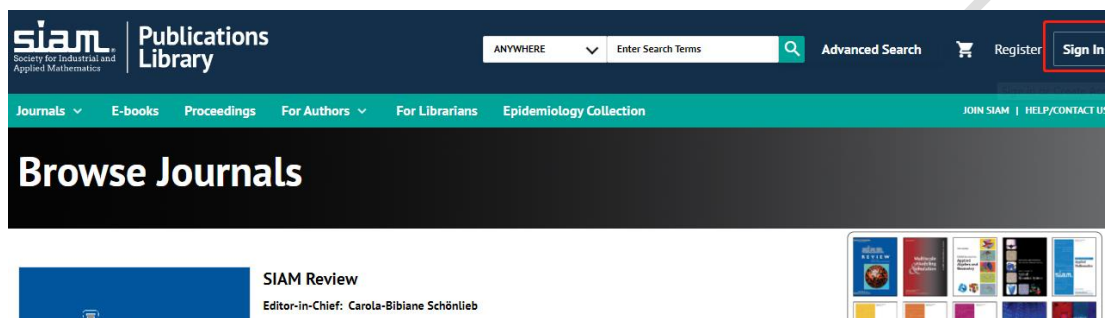 siam. Publications Library
Society for Industrial and
Applied Mathematics
ANYWHERE Enter Search Terms Advanced Search Register Sign In
Journals E-books Proceedings For Authors For Librarians Epidemiology Collection JOIN SIAM | HELP/CONTACT US
Browse Journals
SIAM Review
Editor-in-Chief: Carola-Bibiane Schönlieb
siam
REVIEW